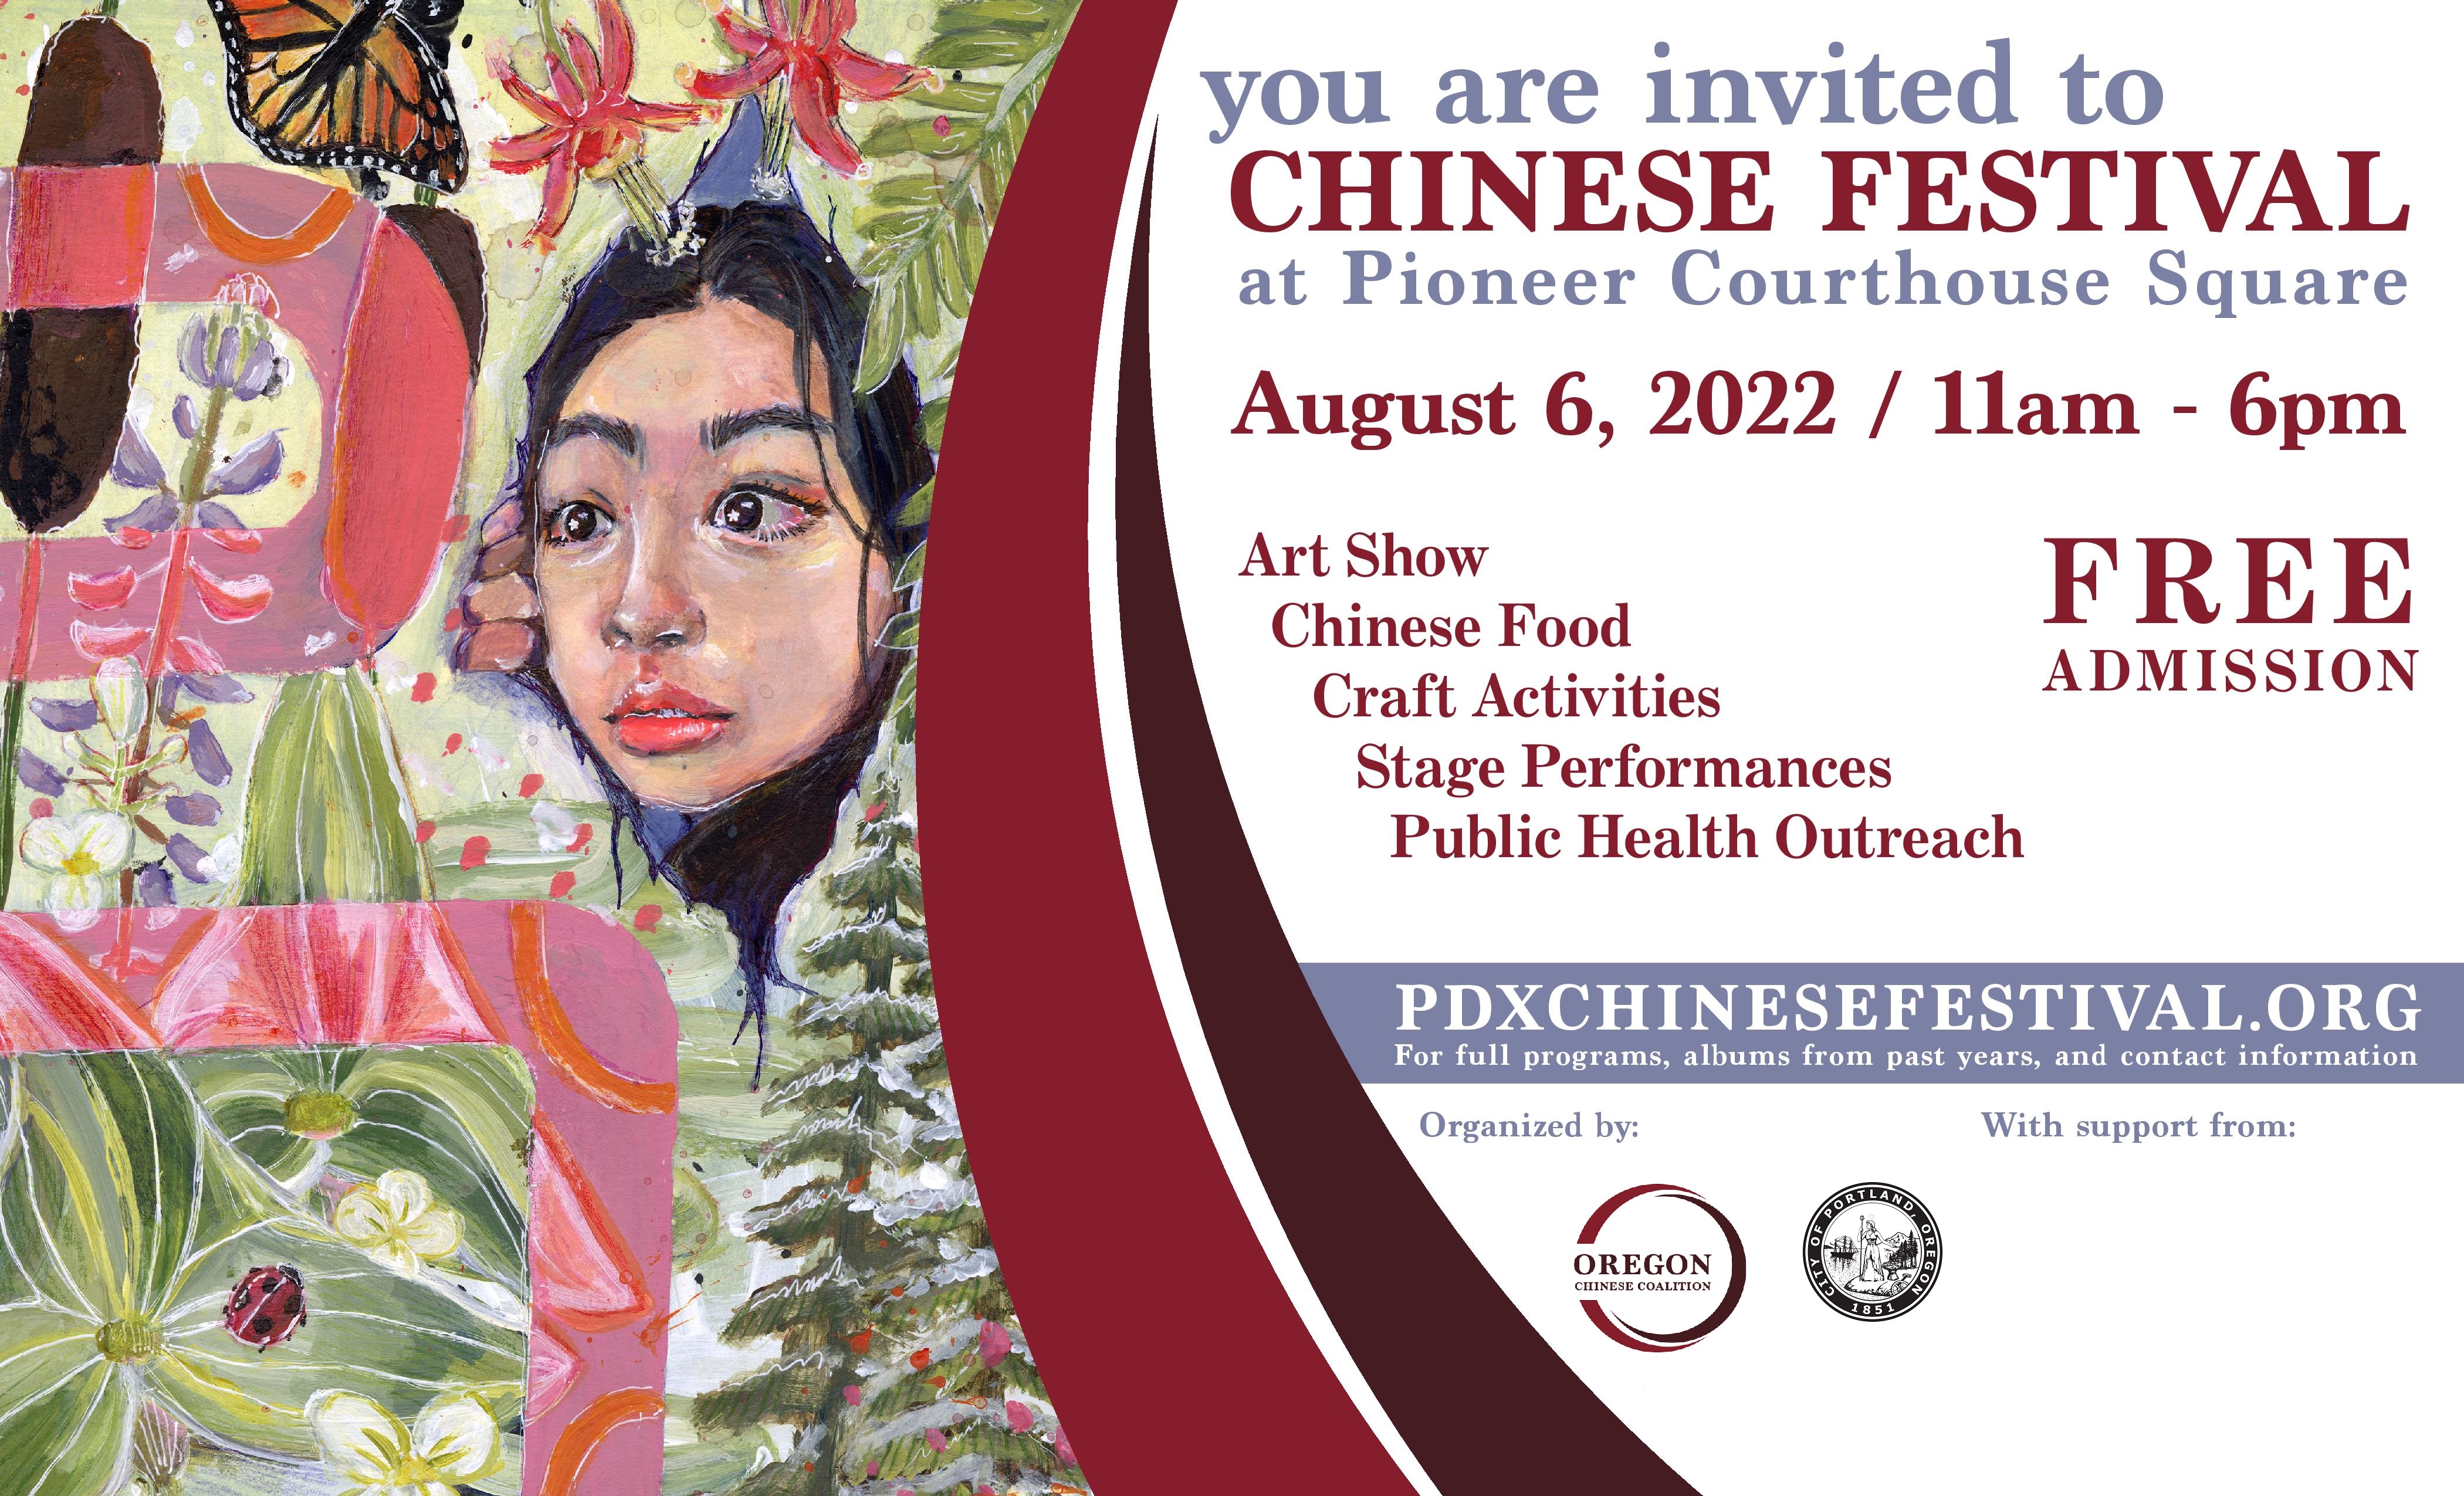 you are invited to
CHINESE FESTIVAL
at Pioneer Courthouse Square
August 6, 2022 / 11am - 6pm
Art Show
Chinese Food
Craft Activities
Stage Performances
Public Health Outreach
FREE
ADMISSION
PDXCHINESEFESTIVAL.ORG
For full programs, albums from past years, and contact information
Organized by:
With support from:
OREGON
CHINESE COALITION
CITY OF PORTLAND, OREGON
1851